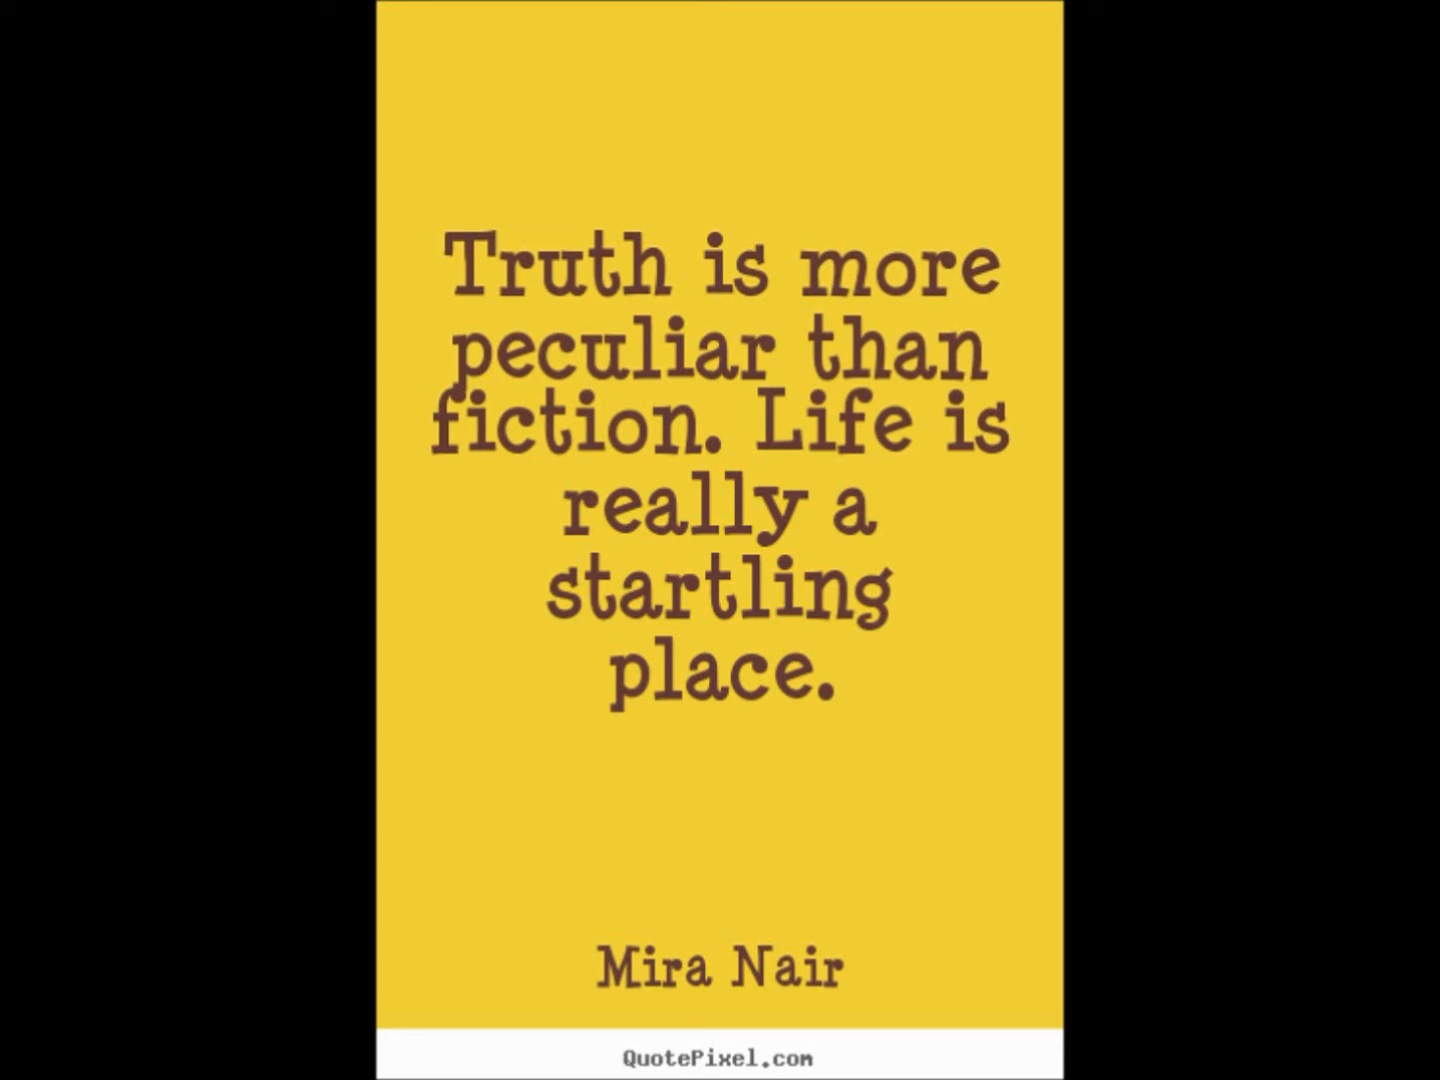 Truth is more
peculiar than
fiction. Life is
really a
startling
place.
Mira Nair
QuotePixel.com